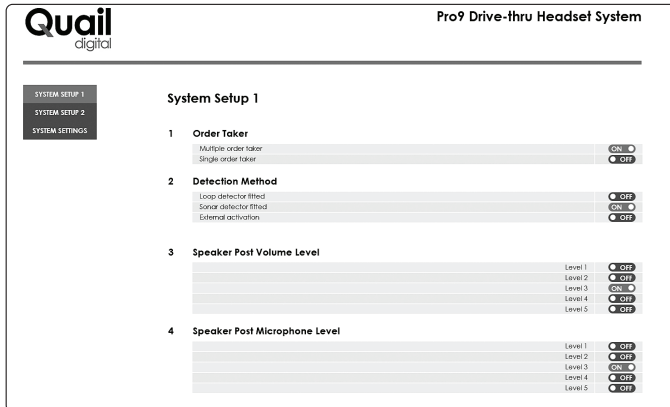 Quail
digital
Pro9 Drive-thru Headset System
SYSTEM SETUP 1
SYSTEM SETUP 2
SYSTEM SETTINGS
System Setup 1
1 Order Taker
Multiple order taker ON
Single order taker OFF
2 Detection Method
Loop detector fitted OFF
Sonar detector fitted ON
External activation OFF
3 Speaker Post Volume Level
Level 1 OFF
Level 2 OFF
Level 3 ON
Level 4 OFF
Level 5 OFF
4 Speaker Post Microphone Level
Level 1 OFF
Level 2 OFF
Level 3 ON
Level 4 OFF
Level 5 OFF